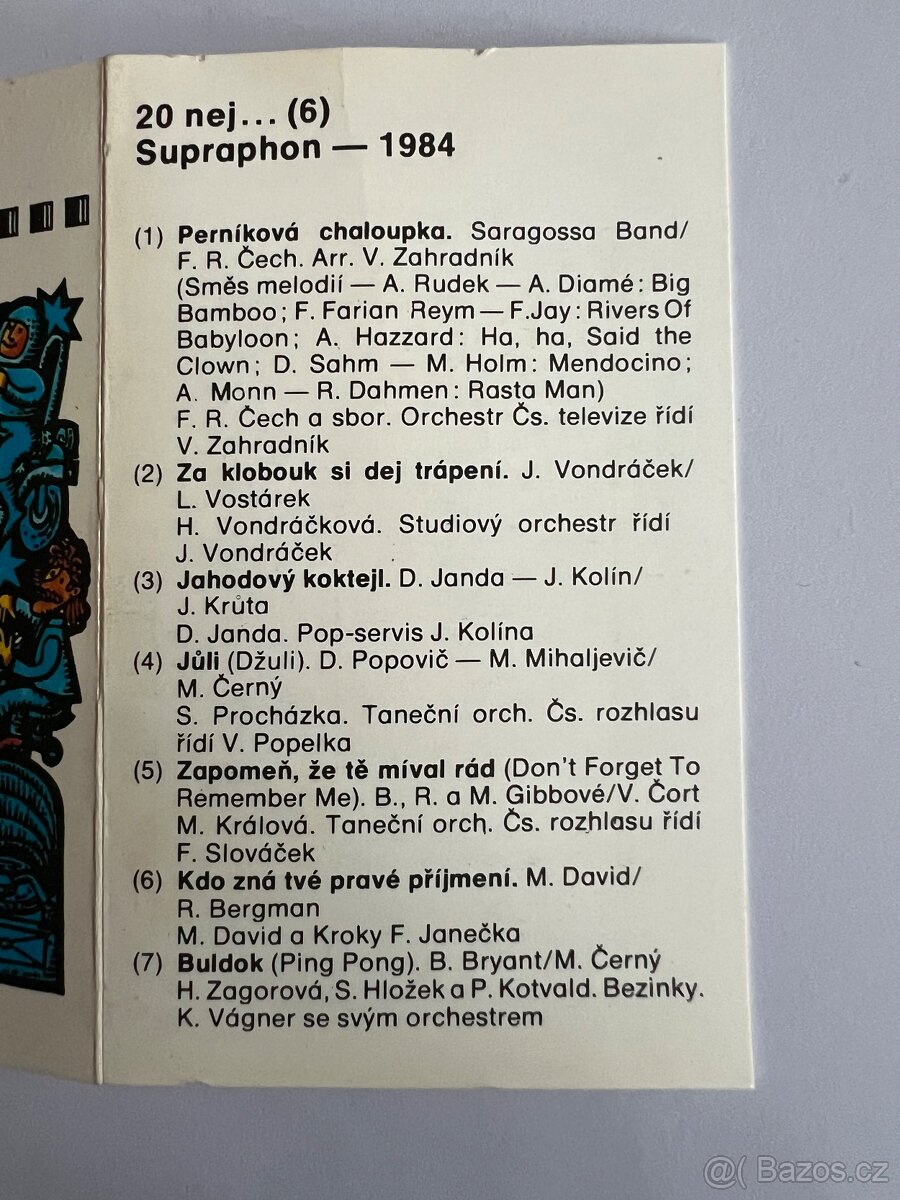 20 nej... (6)
Supraphon — 1984
(1) Perníková chaloupka. Saragossa Band/
F. R. Čech. Arr. V. Zahradník
(Směs melodií — A. Rudek — A. Diamé: Big
Bamboo; F. Farian Reym — F.Jay: Rivers Of
Babyloon; A. Hazzard: Ha, ha, Said the
Clown; D. Sahm — M. Holm: Mendocino;
A. Monn — R. Dahmen: Rasta Man)
F. R. Čech a sbor. Orchestr Čs. televize řídí
V. Zahradník
(2) Za klobouk si dej trápení. J. Vondráček/
L. Vostárek
H. Vondráčková. Studiový orchestr řídí
J. Vondráček
(3) Jahodový koktejl. D. Janda — J. Kolín/
J. Krůta
D. Janda. Pop-servis J. Kolína
(4) Jůli (Džuli). D. Popovič — M. Mihaljevič/
M. Černý
S. Procházka. Taneční orch. Čs. rozhlasu
řídí V. Popelka
(5) Zapomeň, že tě míval rád (Don't Forget To
Remember Me). B., R. a M. Gibbové/V. Čort
M. Králová. Taneční orch. Čs. rozhlasu řídí
F. Slováček
(6) Kdo zná tvé pravé příjmení. M. David/
R. Bergman
M. David a Kroky F. Janečka
(7) Buldok (Ping Pong). B. Bryant/M. Černý
H. Zagorová, S. Hložek a P. Kotvald. Bezinky.
K. Vágner se svým orchestrem
@( Bazos.cz